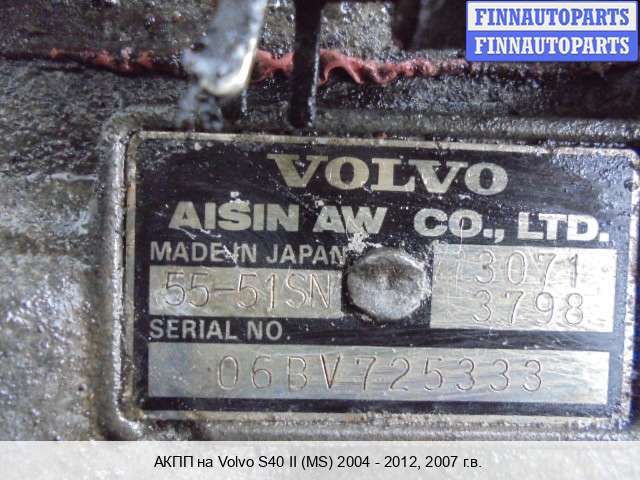 FINNAUTOPARTS
FINNAUTOPARTS
VOLVO
AISIN AW CO., LTD.
MADE IN JAPAN
3071
55-51SN
3798
SERIAL NO.
06BV725333
АКПП на Volvo S40 II (MS) 2004 - 2012, 2007 г.в.